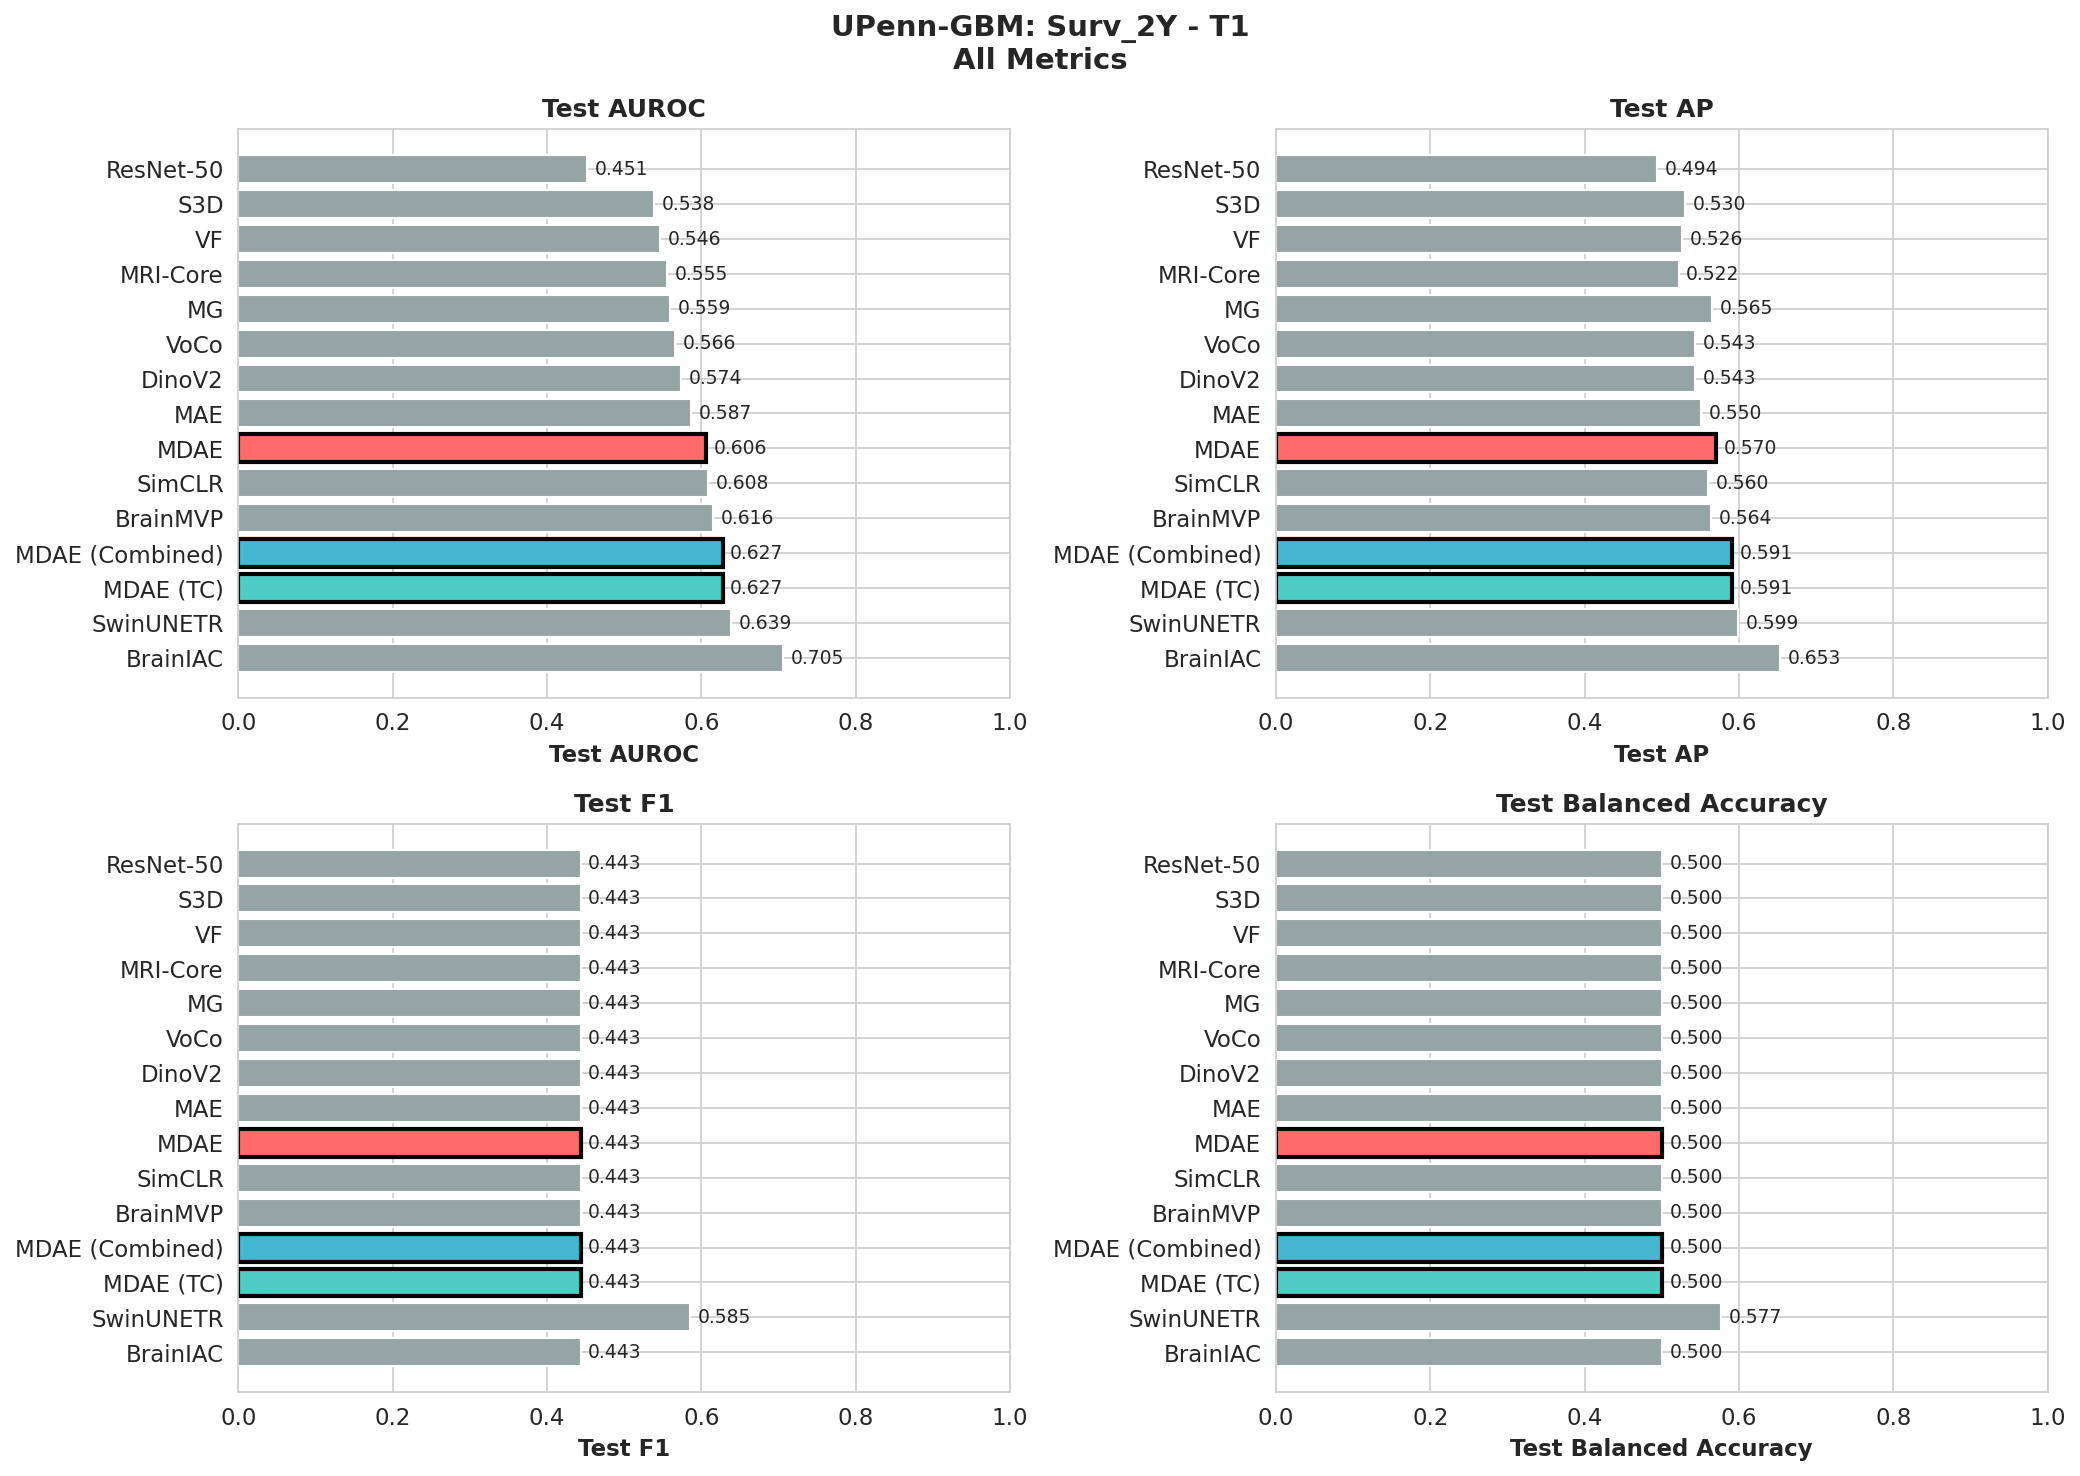 UPenn-GBM: Surv_2Y - T1
All Metrics
Test AUROC
ResNet-50 0.451
S3D 0.538
VF 0.546
MRI-Core 0.555
MG 0.559
VoCo 0.566
DinoV2 0.574
MAE 0.587
MDAE 0.606
SimCLR 0.608
BrainMVP 0.616
MDAE (Combined) 0.627
MDAE (TC) 0.627
SwinUNETR 0.639
BrainIAC 0.705
0.0 0.2 0.4 0.6 0.8 1.0
Test AUROC
Test AP
ResNet-50 0.494
S3D 0.530
VF 0.526
MRI-Core 0.522
MG 0.565
VoCo 0.543
DinoV2 0.543
MAE 0.550
MDAE 0.570
SimCLR 0.560
BrainMVP 0.564
MDAE (Combined) 0.591
MDAE (TC) 0.591
SwinUNETR 0.599
BrainIAC 0.653
0.0 0.2 0.4 0.6 0.8 1.0
Test AP
Test F1
ResNet-50 0.443
S3D 0.443
VF 0.443
MRI-Core 0.443
MG 0.443
VoCo 0.443
DinoV2 0.443
MAE 0.443
MDAE 0.443
SimCLR 0.443
BrainMVP 0.443
MDAE (Combined) 0.443
MDAE (TC) 0.443
SwinUNETR 0.585
BrainIAC 0.443
0.0 0.2 0.4 0.6 0.8 1.0
Test F1
Test Balanced Accuracy
ResNet-50 0.500
S3D 0.500
VF 0.500
MRI-Core 0.500
MG 0.500
VoCo 0.500
DinoV2 0.500
MAE 0.500
MDAE 0.500
SimCLR 0.500
BrainMVP 0.500
MDAE (Combined) 0.500
MDAE (TC) 0.500
SwinUNETR 0.577
BrainIAC 0.500
0.0 0.2 0.4 0.6 0.8 1.0
Test Balanced Accuracy